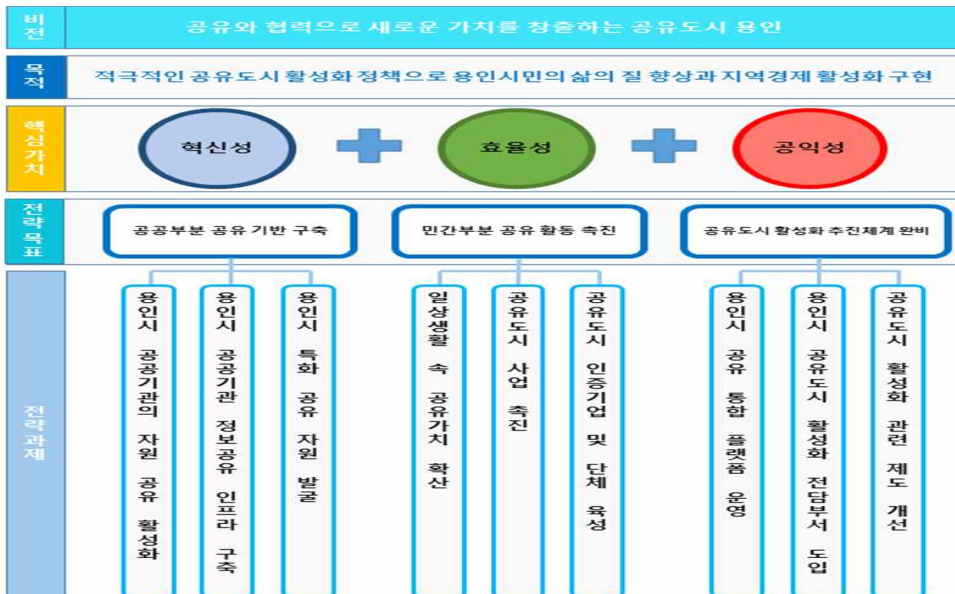 비전
공유와 협력으로 새로운 가치를 창출하는 공유도시 용인
목적
적극적인 공유도시 활성화 정책으로 용인시민의 삶의 질 향상과 지역경제 활성화 구현
핵심가치
혁신성
효율성
공익성
전략목표
공공부분 공유 기반 구축
민간부분 공유 활동 촉진
공유도시 활성화 추진체계 완비
전략과제
용인시 공공기관의 자원 공유 활성화
용인시 공공기관 정보공유 인프라 구축
용인시 특화 공유 자원 발굴
일상생활 속 공유가치 확산
공유도시 사업 촉진
공유도시 인증기업 및 단체 육성
용인시 공유 통합 플랫폼 운영
용인시 공유도시 활성화 전담부서 도입
공유도시 활성화 관련 제도 개선